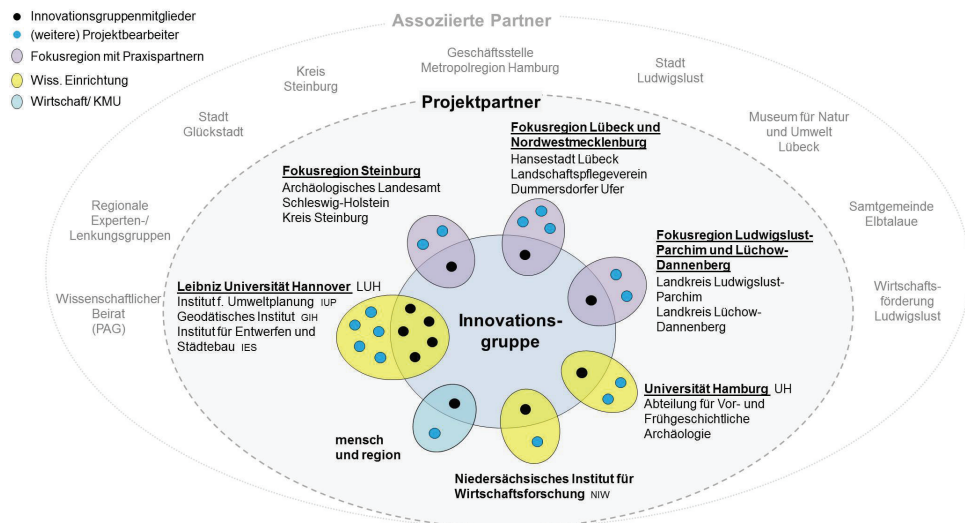 Innovationsgruppenmitglieder
(weitere) Projektbearbeiter
Fokusregion mit Praxispartnern
Wiss. Einrichtung
Wirtschaft/ KMU
Assoziierte Partner
Geschäftsstelle
Metropolregion Hamburg
Stadt
Ludwigslust
Kreis
Steinburg
Stadt
Glückstadt
Museum für Natur
und Umwelt
Lübeck
Regionale
Experten-/
Lenkungsgruppen
Samtgemeinde
Elbtalaue
Wissenschaftlicher
Beirat
(PAG)
Wirtschafts-
förderung
Ludwigslust
Projektpartner
Fokusregion Lübeck und
Nordwestmecklenburg
Hansestadt Lübeck
Landschaftspflegeverein
Dummersdorfer Ufer
Fokusregion Steinburg
Archäologisches Landesamt
Schleswig-Holstein
Kreis Steinburg
Fokusregion Ludwigslust-
Parchim und Lüchow-
Dannenberg
Landkreis Ludwigslust-
Parchim
Landkreis Lüchow-
Dannenberg
Leibniz Universität Hannover LUH
Institut f. Umweltplanung IUP
Geodätisches Institut GIH
Institut für Entwerfen und
Städtebau IES
Innovations-
gruppe
Universität Hamburg UH
Abteilung für Vor- und
Frühgeschichtliche
Archäologie
mensch
und region
Niedersächsisches Institut für
Wirtschaftsforschung NIW